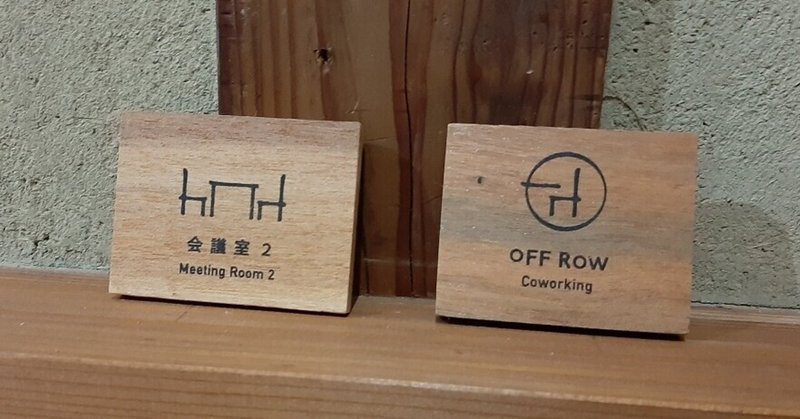 会議室 2
Meeting Room 2
OFF ROW
Coworking